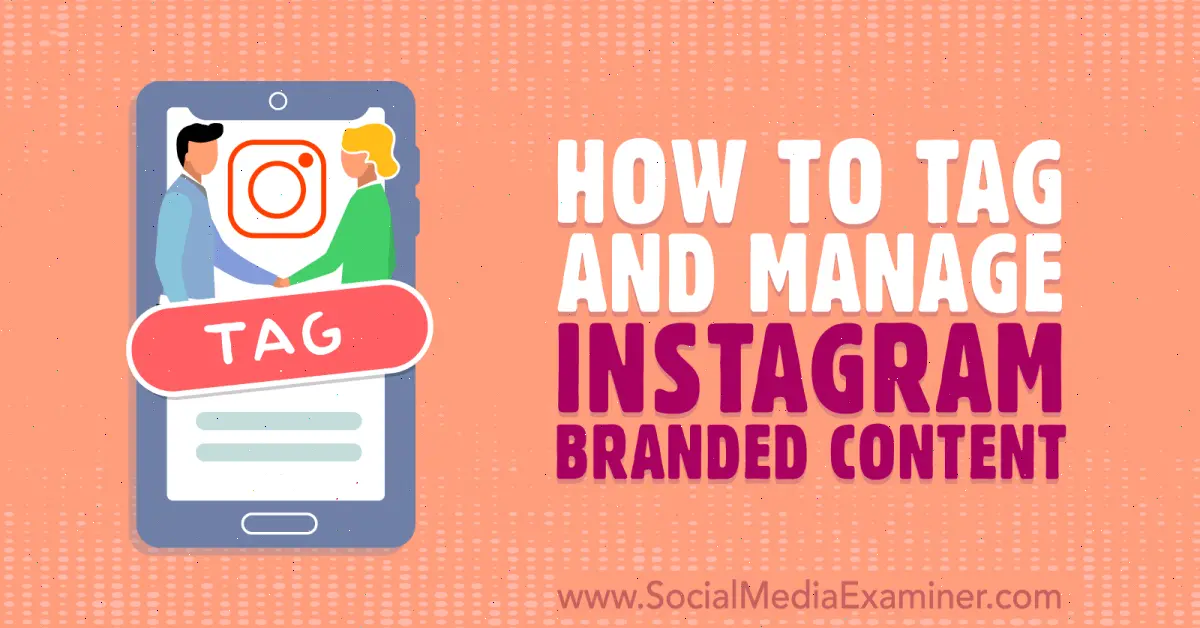 TAG
HOW TO TAG
AND MANAGE
INSTAGRAM
BRANDED CONTENT
www.SocialMediaExaminer.com